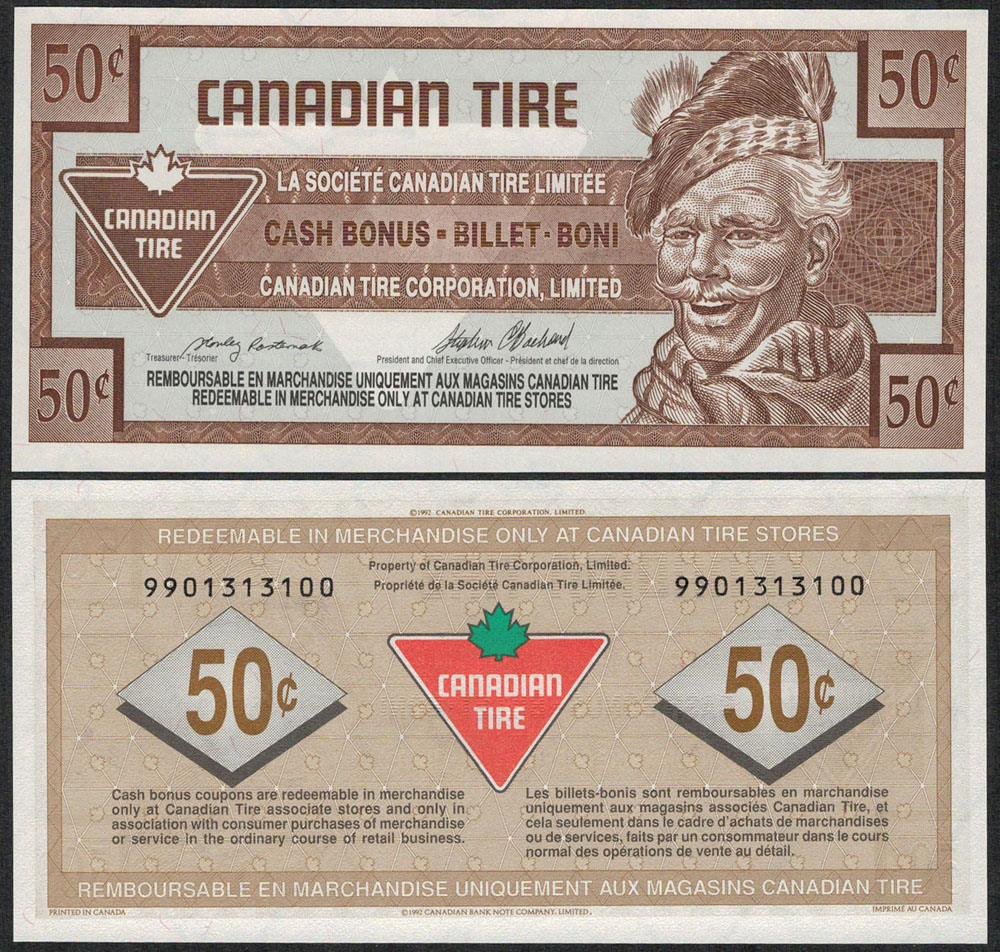 50¢
50¢
CANADIAN TIRE
LA SOCIÉTÉ CANADIAN TIRE LIMITÉE
CANADIAN
TIRE
CASH BONUS - BILLET - BONI
CANADIAN TIRE CORPORATION, LIMITED
Treasurer - Trésorier
President and Chief Executive Officer - Président et chef de la direction
50¢
REMBOURSABLE EN MARCHANDISE UNIQUEMENT AUX MAGASINS CANADIAN TIRE
REDEEMABLE IN MERCHANDISE ONLY AT CANADIAN TIRE STORES
50¢
©1992 CANADIAN TIRE CORPORATION, LIMITED.
REDEEMABLE IN MERCHANDISE ONLY AT CANADIAN TIRE STORES
Property of Canadian Tire Corporation, Limited.
Propriété de la Société Canadian Tire Limitée.
9901313100
9901313100
50¢
CANADIAN
TIRE
50¢
Cash bonus coupons are redeemable in merchandise
only at Canadian Tire associate stores and only in
association with consumer purchases of merchandise
or service in the ordinary course of retail business.
Les billets-bonis sont remboursables en marchandise
uniquement aux magasins associés Canadian Tire, et
cela seulement dans le cadre d'achats de marchandises
ou de services, faits par un consommateur dans le cours
normal des opérations de vente au détail.
REMBOURSABLE EN MARCHANDISE UNIQUEMENT AUX MAGASINS CANADIAN TIRE
PRINTED IN CANADA
©1992 CANADIAN BANK NOTE COMPANY, LIMITED.
IMPRIMÉ AU CANADA